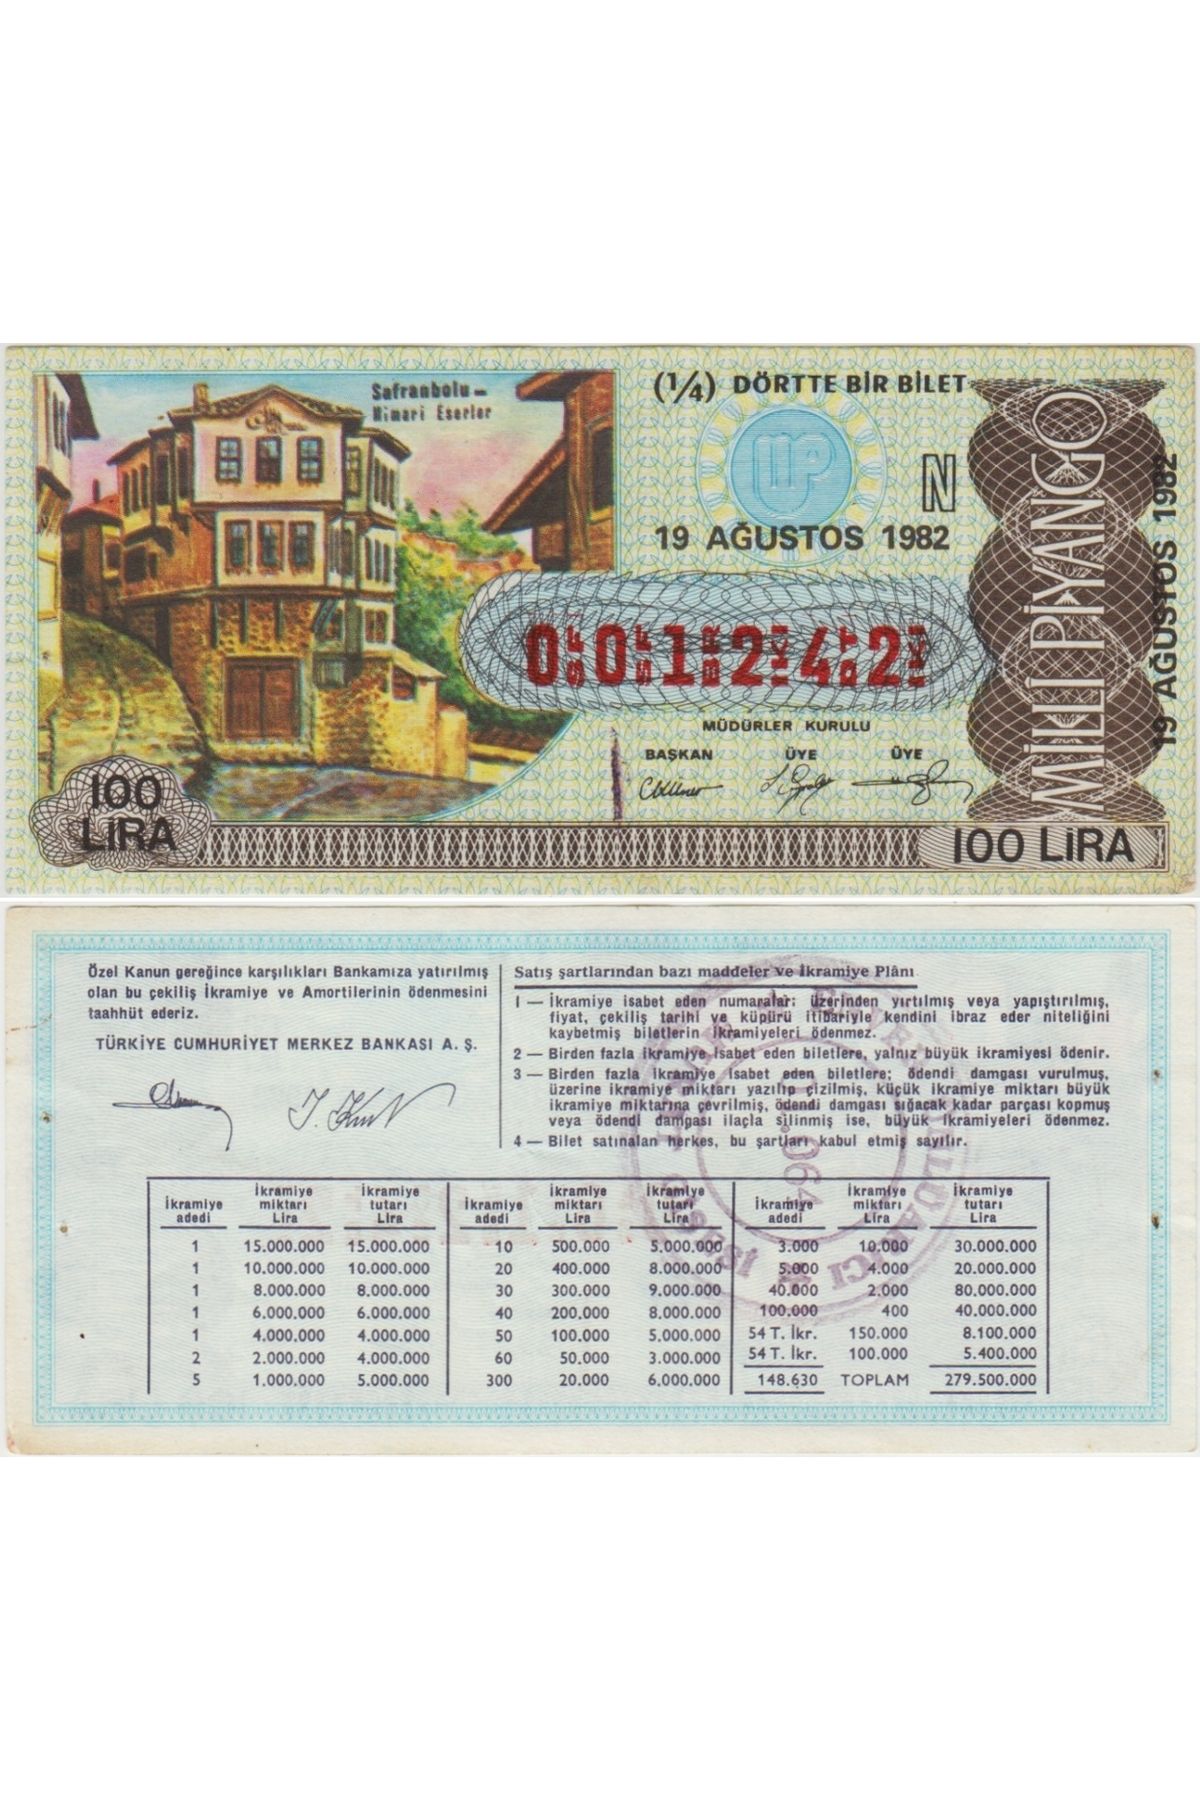 Safranbolu -
Mimari Eserler
(1/4) DÖRTTE BİR BİLET
N
19 AĞUSTOS 1982
0 0 1 2 4 2
MÜDÜRLER KURULU
BAŞKAN ÜYE ÜYE
MİLLİ PİYANGO
19 AĞUSTOS 1982
100
LİRA
100 LİRA
Özel Kanun gereğince karşılıkları Bankamıza yatırılmış
olan bu çekiliş İkramiye ve Amortilerinin ödenmesini
taahhüt ederiz.
TÜRKİYE CUMHURİYET MERKEZ BANKASI A. Ş.
Satış şartlarından bazı maddeler ve İkramiye Plânı
1 — İkramiye isabet eden numaralar; üzerinden yırtılmış veya yapıştırılmış,
fiyat, çekiliş tarihi ve küpürü itibariyle kendini ibraz eder niteliğini
kaybetmiş biletlerin ikramiyeleri ödenmez.
2 — Birden fazla ikramiye isabet eden biletlere, yalnız büyük ikramiyesi ödenir.
3 — Birden fazla ikramiye isabet eden biletlere; ödendi damgası vurulmuş,
üzerine ikramiye miktarı yazılıp çizilmiş, küçük ikramiye miktarı büyük
ikramiye miktarına çevrilmiş, ödendi damgası sığacak kadar parçası kopmuş
veya ödendi damgası ilaçla silinmiş ise, büyük ikramiyeleri ödenmez.
4 — Bilet satınalan herkes, bu şartları kabul etmiş sayılır.
İkramiye adedi İkramiye miktarı Lira İkramiye tutarı Lira İkramiye adedi İkramiye miktarı Lira İkramiye tutarı Lira İkramiye adedi İkramiye miktarı Lira İkramiye tutarı Lira
1 15.000.000 15.000.000 10 500.000 5.000.000 3.000 10.000 30.000.000
1 10.000.000 10.000.000 20 400.000 8.000.000 5.000 4.000 20.000.000
1 8.000.000 8.000.000 30 300.000 9.000.000 40.000 2.000 80.000.000
1 6.000.000 6.000.000 40 200.000 8.000.000 100.000 400 40.000.000
1 4.000.000 4.000.000 50 100.000 5.000.000 54 T. İkr. 150.000 8.100.000
2 2.000.000 4.000.000 60 50.000 3.000.000 54 T. İkr. 100.000 5.400.000
5 1.000.000 5.000.000 300 20.000 6.000.000 148.630 TOPLAM 279.500.000